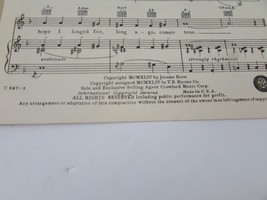 hope I longed for, long a - go, comes true
Copyright MCMXLIV by Jerome Kern
Copyright assigned MCMXLIV to T. B. Harms Co.
Sole and Exclusive Selling Agent Crawford Music Corp.
International Copyright Secured Made in U.S.A.
ALL RIGHTS RESERVED Including public performance for profit.
Any arrangement or adaptation of this composition without the consent of the owner is an infringement of copyright